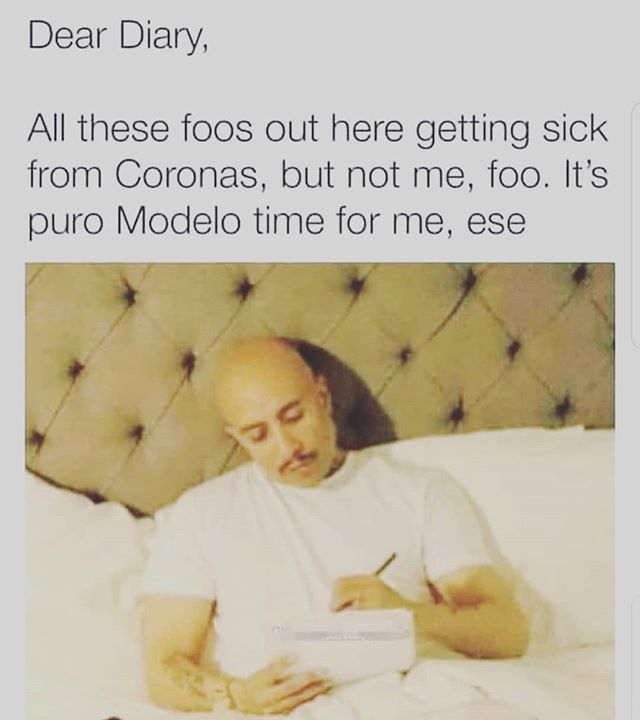 Dear Diary,
All these foos out here getting sick
from Coronas, but not me, foo. It's
puro Modelo time for me, ese